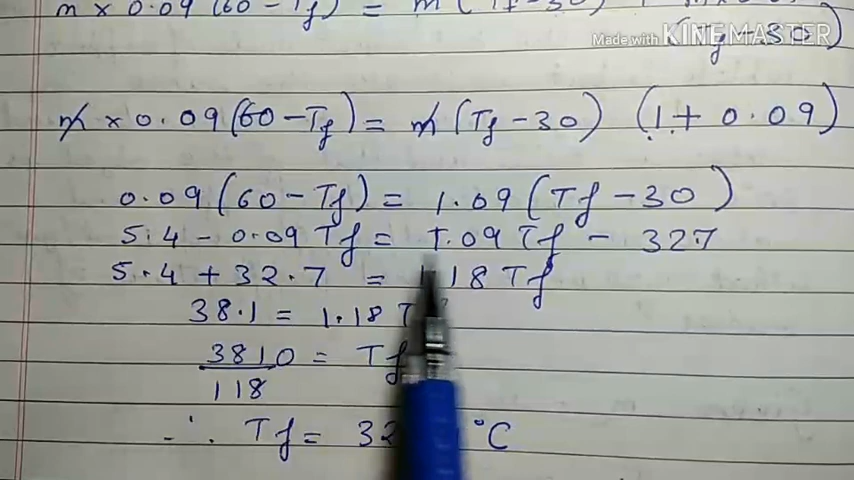 m × 0.09 (60 - Tf) = m (Tf - 30)
(Tf - 30)
Made with KINEMASTER
m × 0.09 (60 - Tf) = m (Tf - 30) (1 + 0.09)
0.09 (60 - Tf) = 1.09 (Tf - 30)
5.4 - 0.09 Tf = 1.09 Tf - 32.7
5.4 + 32.7 = 1.18 Tf
38.1 = 1.18 T
3810 = Tf
118
∴ Tf = 32 °C